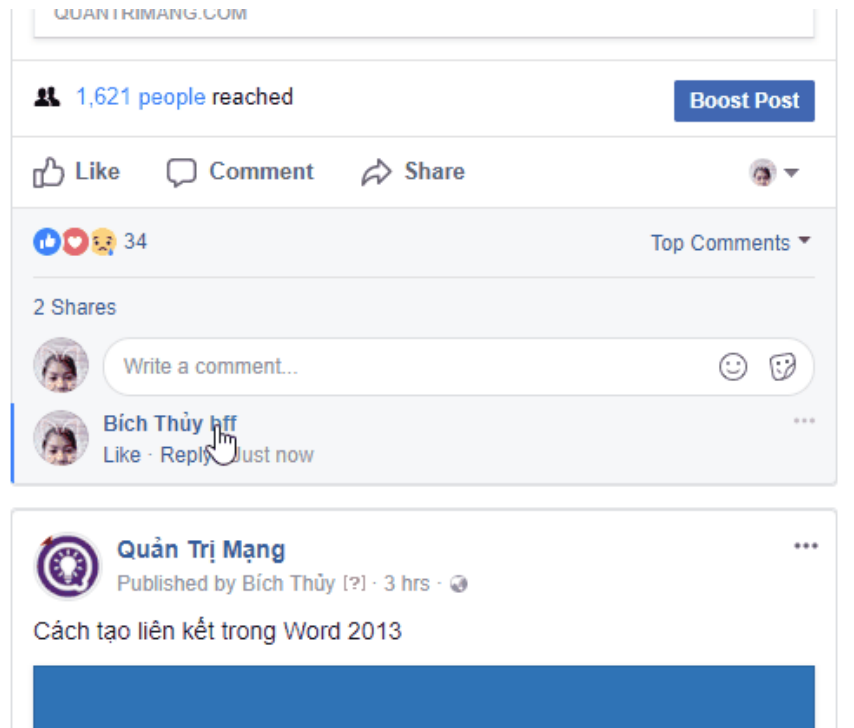 QUANTRIMANG.COM
1,621 people reached
Boost Post
Like Comment Share
34
Top Comments
2 Shares
Write a comment...
Bích Thủy bff
Like · Reply · Just now
Quản Trị Mạng
Published by Bích Thủy [?] · 3 hrs ·
Cách tạo liên kết trong Word 2013